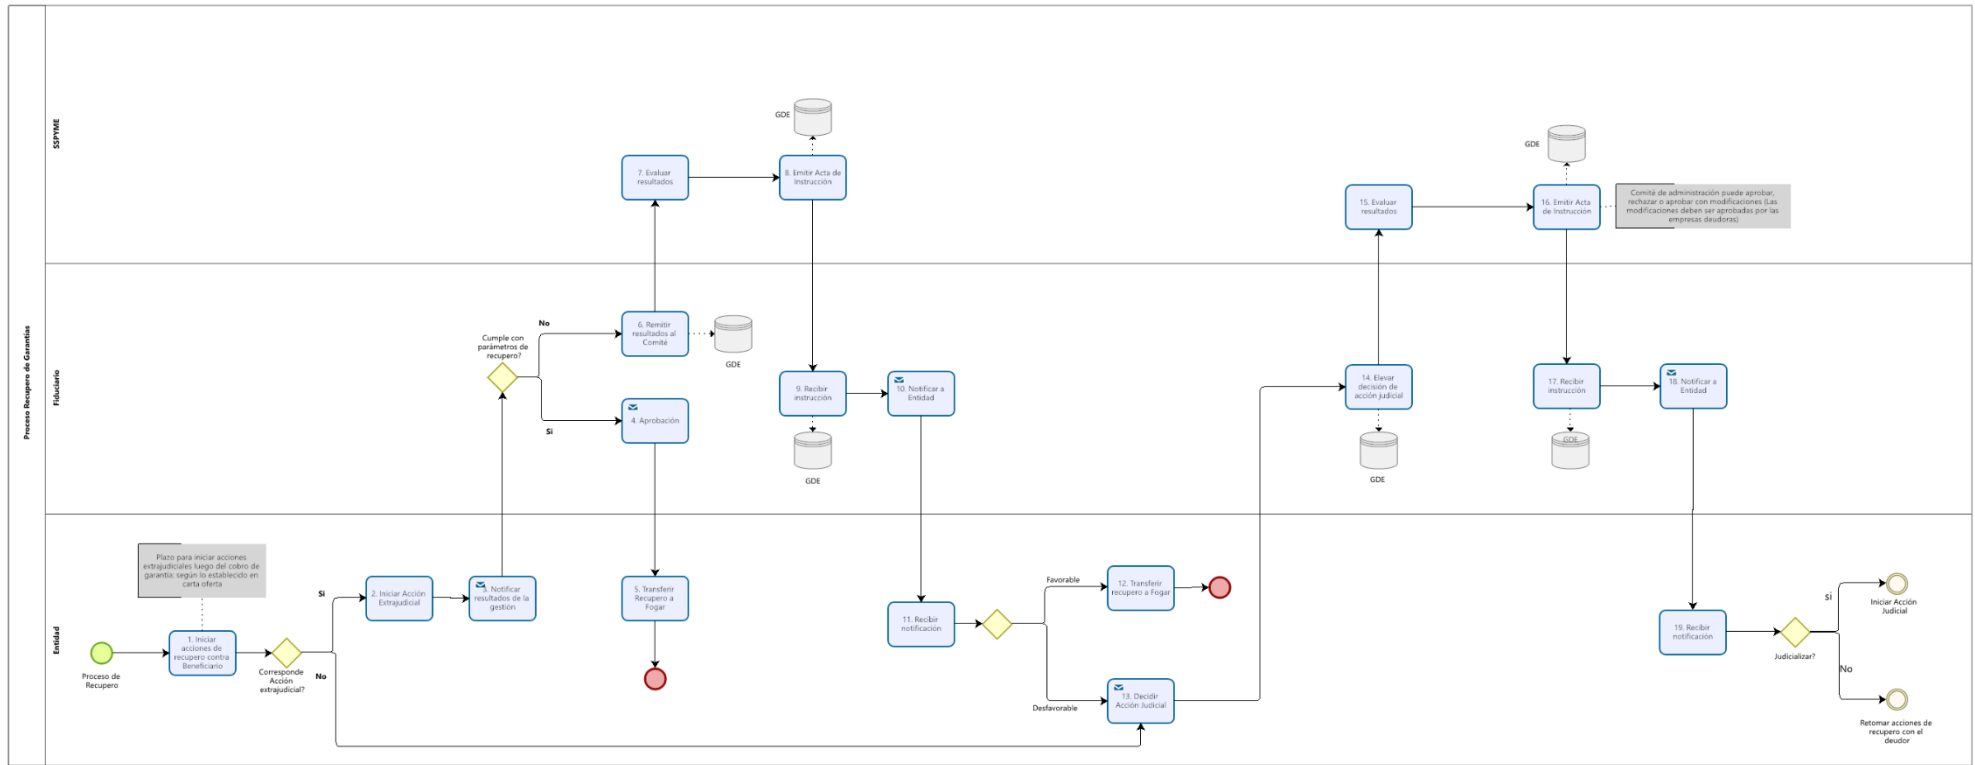 Proceso Recupero de Garantías
SSPYME
GDE
7. Evaluar
resultados
8. Emitir Acta de
Instrucción
GDE
15. Evaluar
resultados
16. Emitir Acta
de Instrucción
Comité de administración puede aprobar,
rechazar o aprobar con modificaciones (Las
modificaciones deben ser aprobadas por las
empresas deudoras)
Fiduciario
Cumple con
parámetros de
recupero?
No
Si
6. Remitir
resultados al
Comité
GDE
4. Aprobación
9. Recibir
instrucción
GDE
10. Notificar a
Entidad
14. Elevar
decisión de
acción judicial
GDE
17. Recibir
instrucción
GDE
18. Notificar a
Entidad
Entidad
Plazo para iniciar acciones
extrajudiciales luego del cobro de
garantía: según lo establecido en
carta oferta
Proceso de
Recupero
1. Iniciar
acciones de
recupero contra
Beneficiario
Corresponde
Acción
extrajudicial?
Si
No
2. Iniciar Acción
Extrajudicial
3. Notificar
resultados de la
gestión
5. Transferir
Recupero a
Fogar
11. Recibir
notificación
Favorable
Desfavorable
12. Transferir
recupero a Fogar
13. Decidir
Acción Judicial
19. Recibir
notificación
Judicializar?
si
No
Iniciar Acción
Judicial
Retomar acciones de
recupero con el
deudor